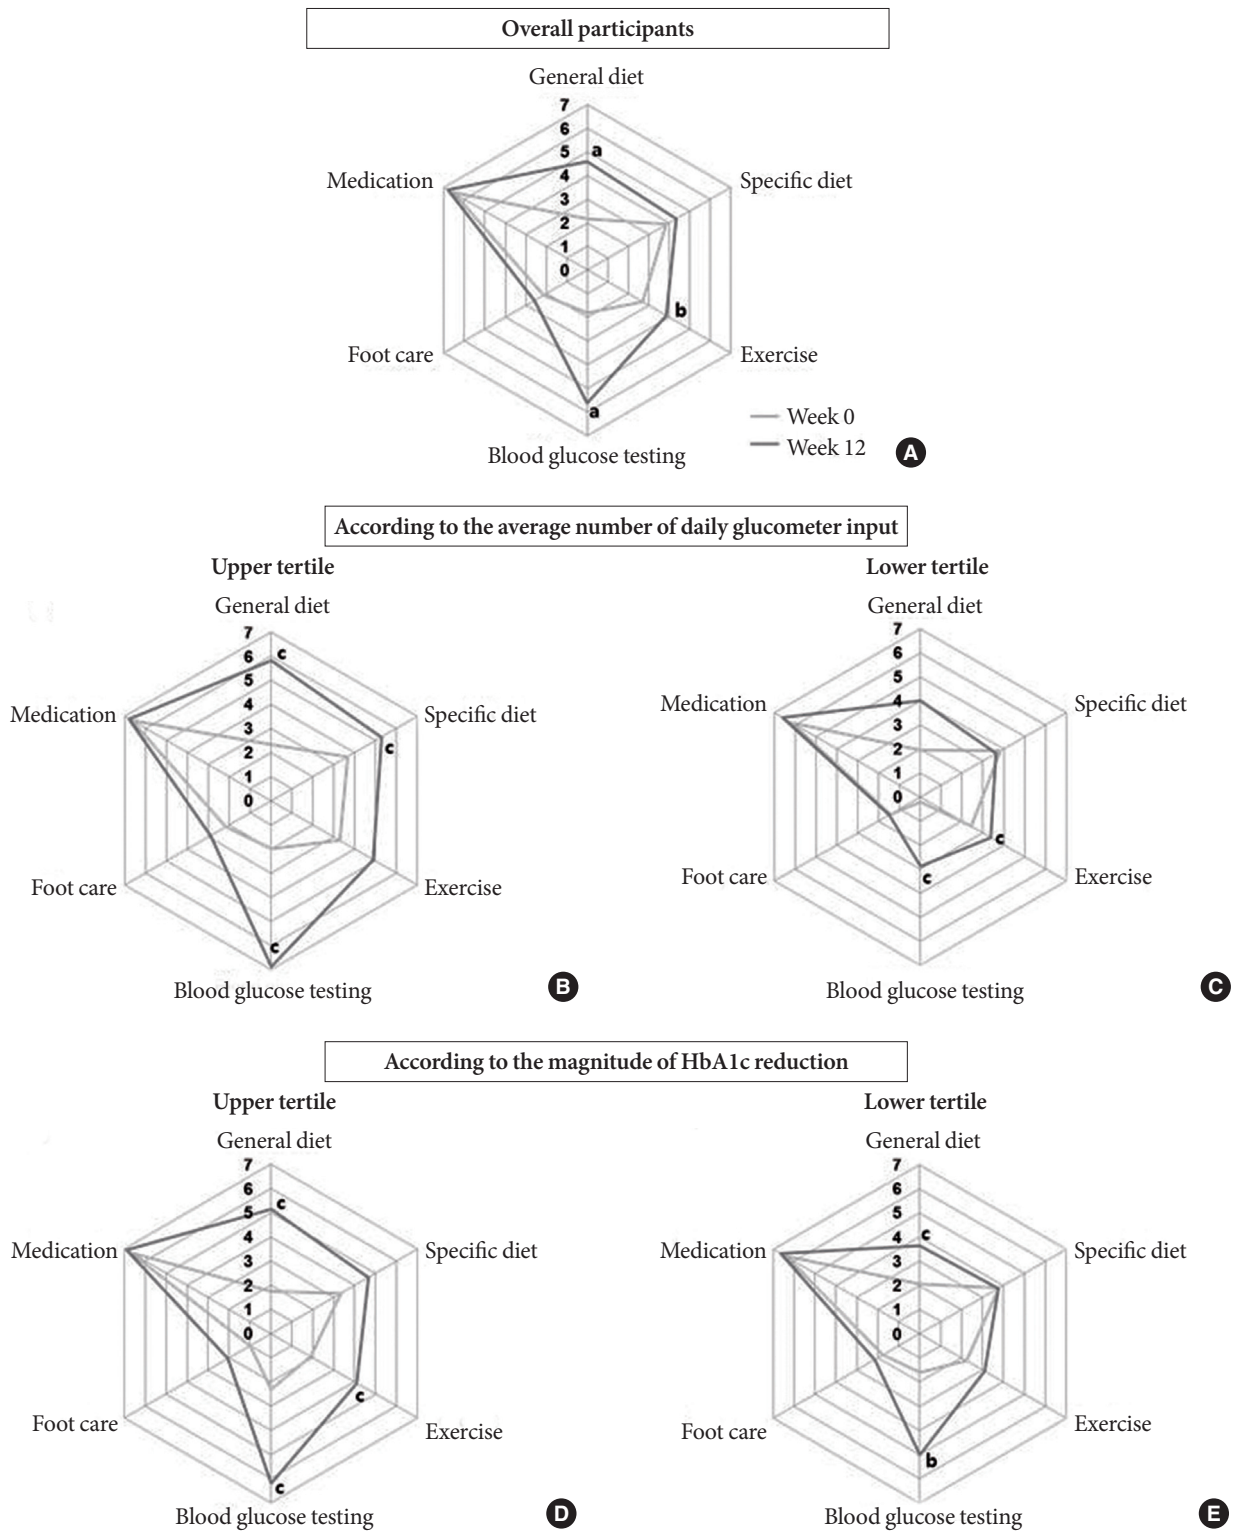 Overall participants
General diet
7
6
5
a
4
3
2
1
0
Medication
Specific diet
b
Foot care
Exercise
a
Week 0
Week 12
Blood glucose testing
A
According to the average number of daily glucometer input
Upper tertile
General diet
7
6
c
5
4
3
2
1
0
Medication
Specific diet
c
Foot care
Exercise
c
Blood glucose testing
B
Lower tertile
General diet
7
6
5
4
3
2
1
0
Medication
Specific diet
c
Foot care
Exercise
c
Blood glucose testing
C
According to the magnitude of HbA1c reduction
Upper tertile
General diet
7
6
5
c
4
3
2
1
0
Medication
Specific diet
c
Foot care
Exercise
c
Blood glucose testing
D
Lower tertile
General diet
7
6
5
4
c
3
2
1
0
Medication
Specific diet
Foot care
Exercise
b
Blood glucose testing
E